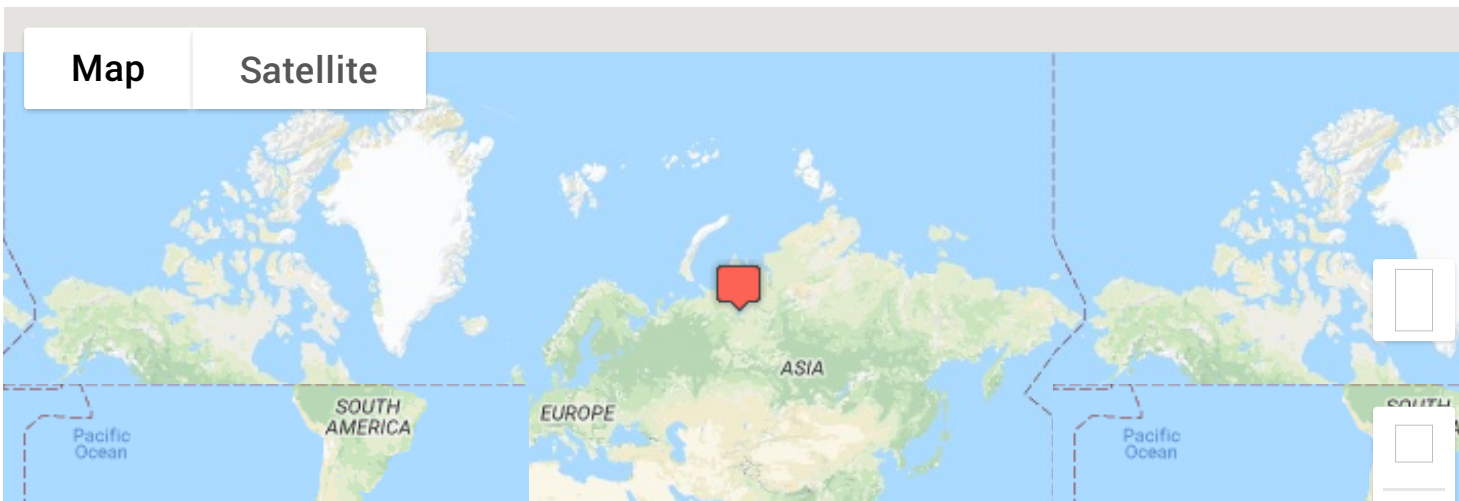 Map
Satellite
ASIA
EUROPE
SOUTH
AMERICA
Pacific
Ocean
Pacific
Ocean
SOUTH